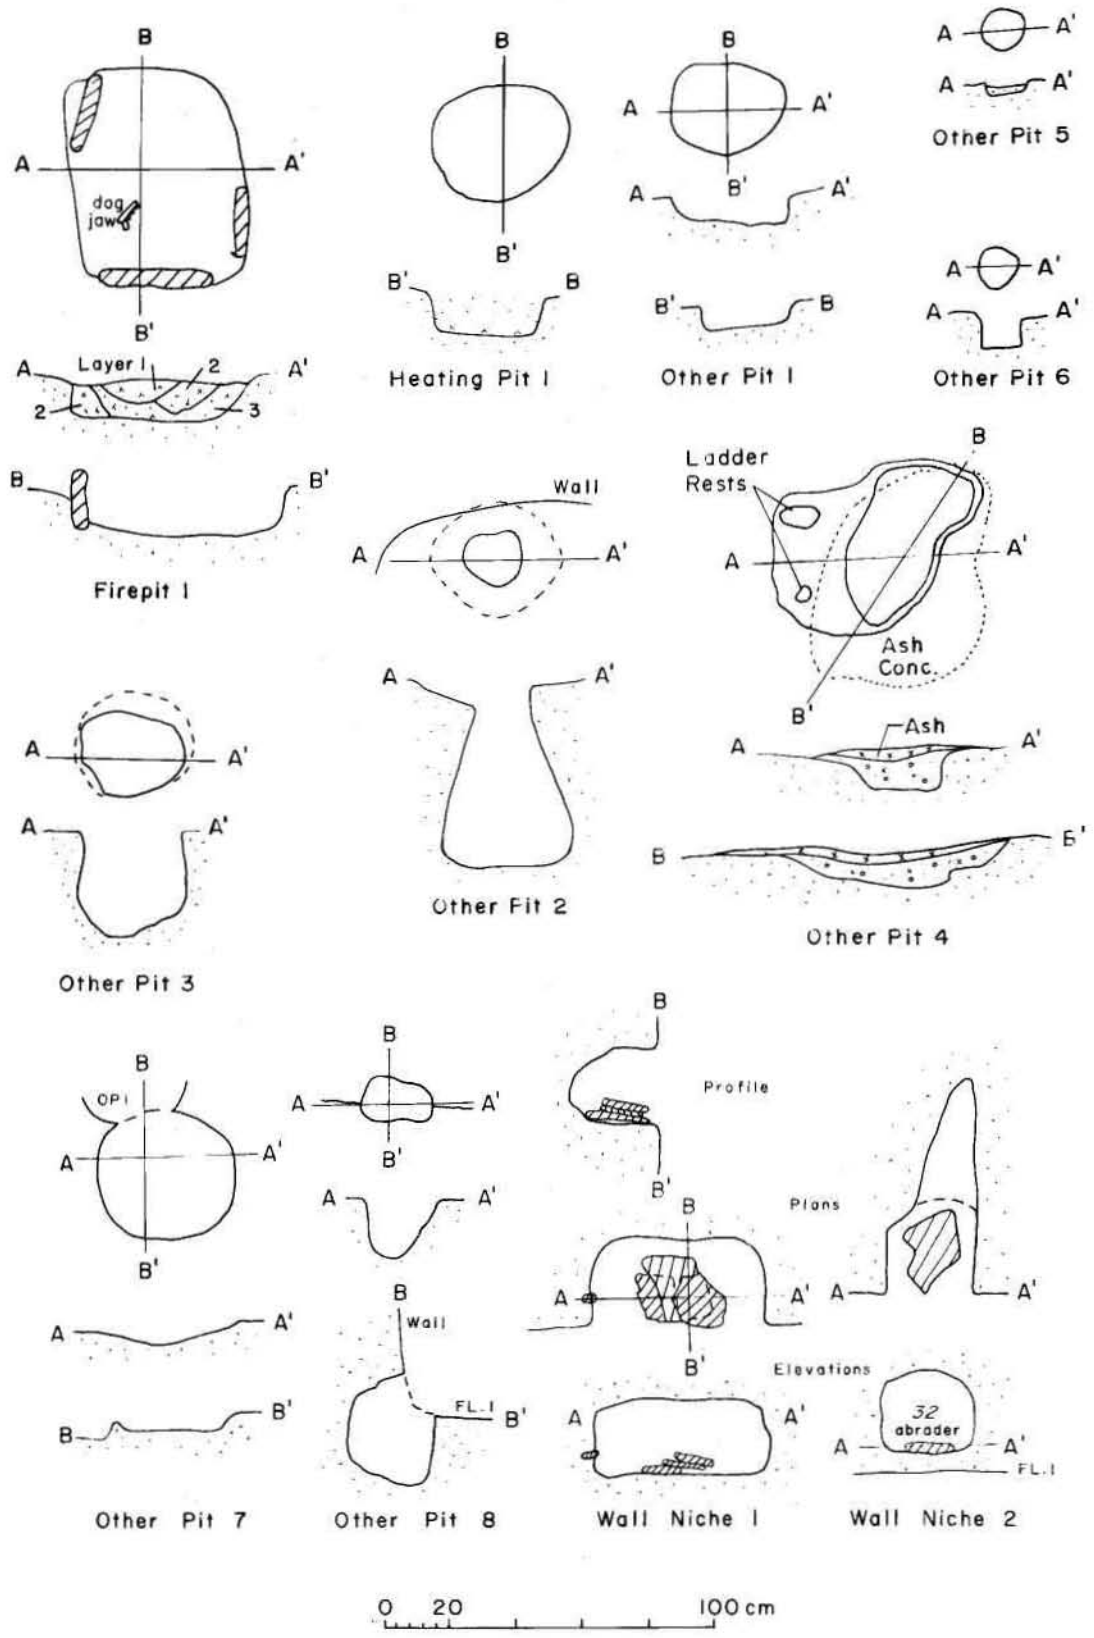 B
A A'
dog
jaw
B'
A Layer 1 2 A'
2 3
B B'
Firepit 1
B
B'
B' B
Heating Pit 1
B
A A'
B'
A A'
B' B
Other Pit 1
A A'
A A'
Other Pit 5
A A'
A A'
Other Pit 6
Wall
A A'
A A'
Other Pit 2
Ladder
Rests
B
A A'
Ash
Conc.
B'
Ash
A A'
B B'
Other Pit 4
A A'
A A'
Other Pit 3
B
OP1
A A'
B'
A A'
B B'
Other Pit 7
B
A A'
B'
A A'
B
Wall
FL.1
B'
Other Pit 8
B
Profile
B'
B
Plans
A A'
B'
Elevations
A A'
Wall Niche 1
A A'
32
abrader
A A'
FL.1
Wall Niche 2
0 20 100 cm